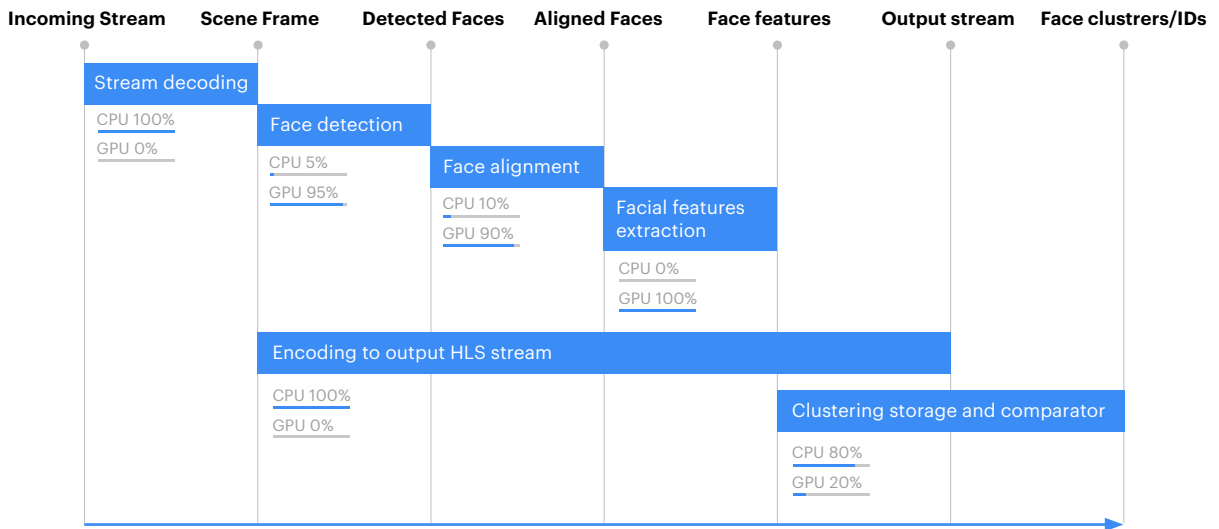 Incoming Stream
Scene Frame
Detected Faces
Aligned Faces
Face features
Output stream
Face clustrers/IDs
Stream decoding
CPU 100%
GPU 0%
Face detection
CPU 5%
GPU 95%
Face alignment
CPU 10%
GPU 90%
Facial features
extraction
CPU 0%
GPU 100%
Encoding to output HLS stream
CPU 100%
GPU 0%
Clustering storage and comparator
CPU 80%
GPU 20%